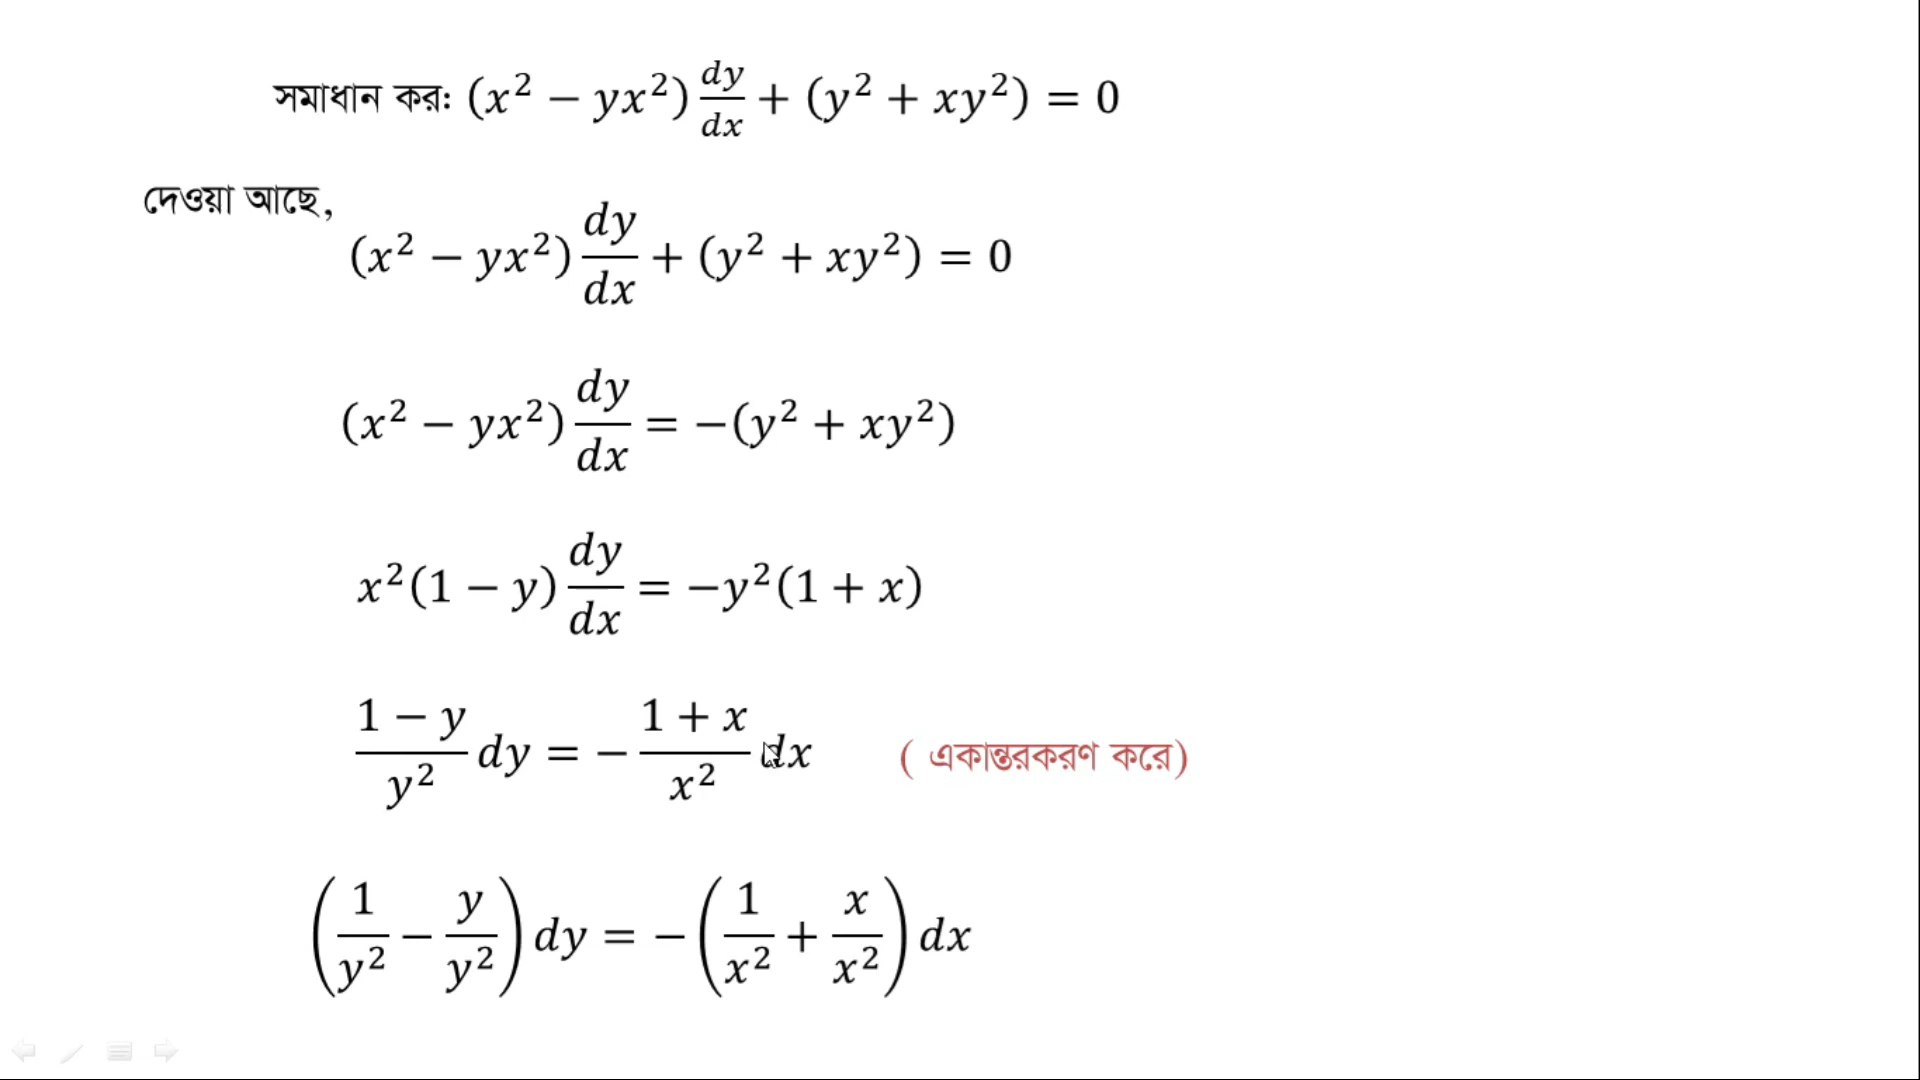 সমাধান কর: (x² − yx²) dy/dx + (y² + xy²) = 0
দেওয়া আছে,
(x² − yx²) dy/dx + (y² + xy²) = 0
(x² − yx²) dy/dx = −(y² + xy²)
x²(1 − y) dy/dx = −y²(1 + x)
(1 − y)/y² dy = − (1 + x)/x² dx ( একান্তরকরণ করে)
(1/y² − y/y²) dy = − (1/x² + x/x²) dx